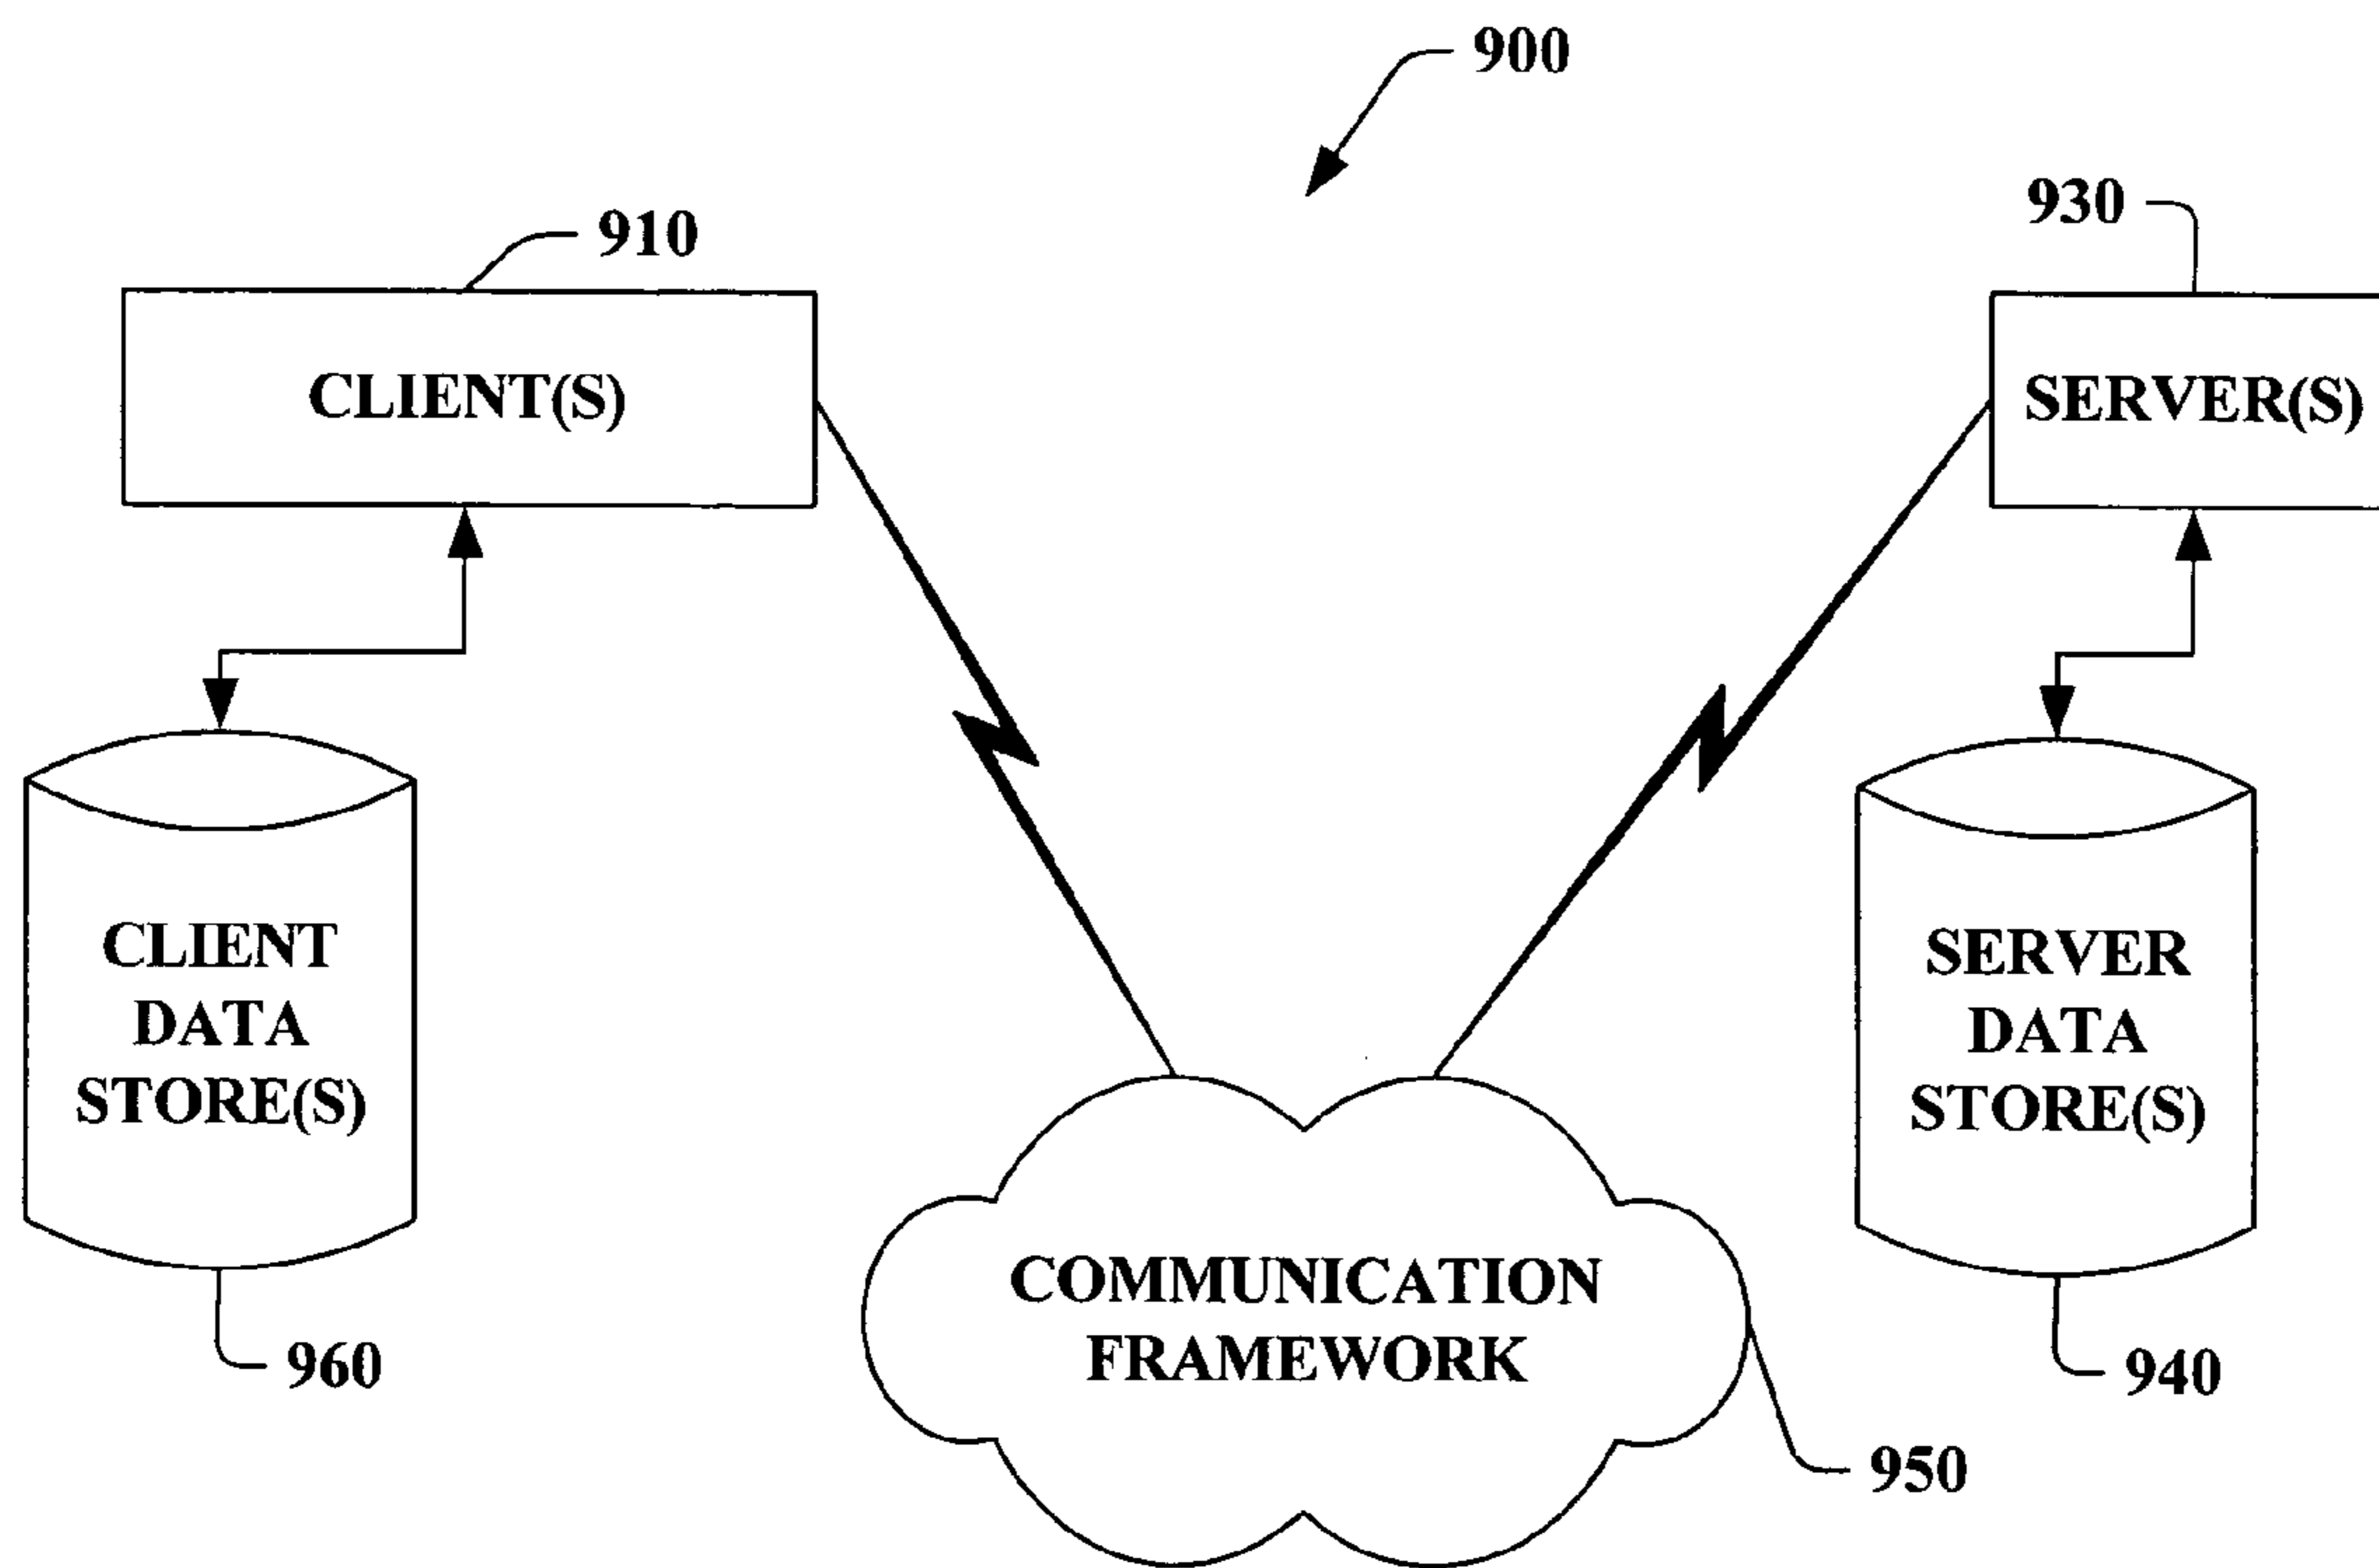 900
910
930
CLIENT(S)
SERVER(S)
CLIENT
DATA
STORE(S)
SERVER
DATA
STORE(S)
COMMUNICATION
FRAMEWORK
960
940
950